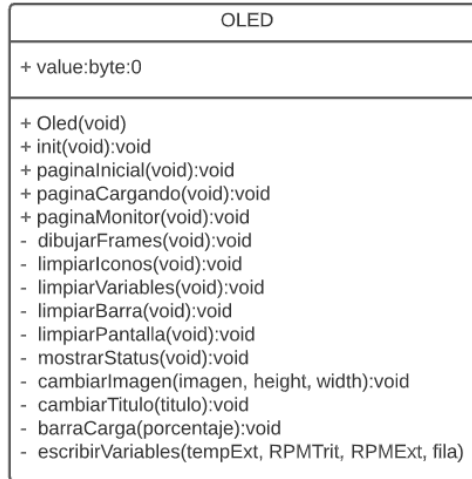 OLED
+ value:byte:0
+ Oled(void)
+ init(void):void
+ paginaInicial(void):void
+ paginaCargando(void):void
+ paginaMonitor(void):void
- dibujarFrames(void):void
- limpiarIconos(void):void
- limpiarVariables(void):void
- limpiarBarra(void):void
- limpiarPantalla(void):void
- mostrarStatus(void):void
- cambiarImagen(imagen, height, width):void
- cambiarTitulo(titulo):void
- barraCarga(porcentaje):void
- escribirVariables(tempExt, RPMTrit, RPMExt, fila)